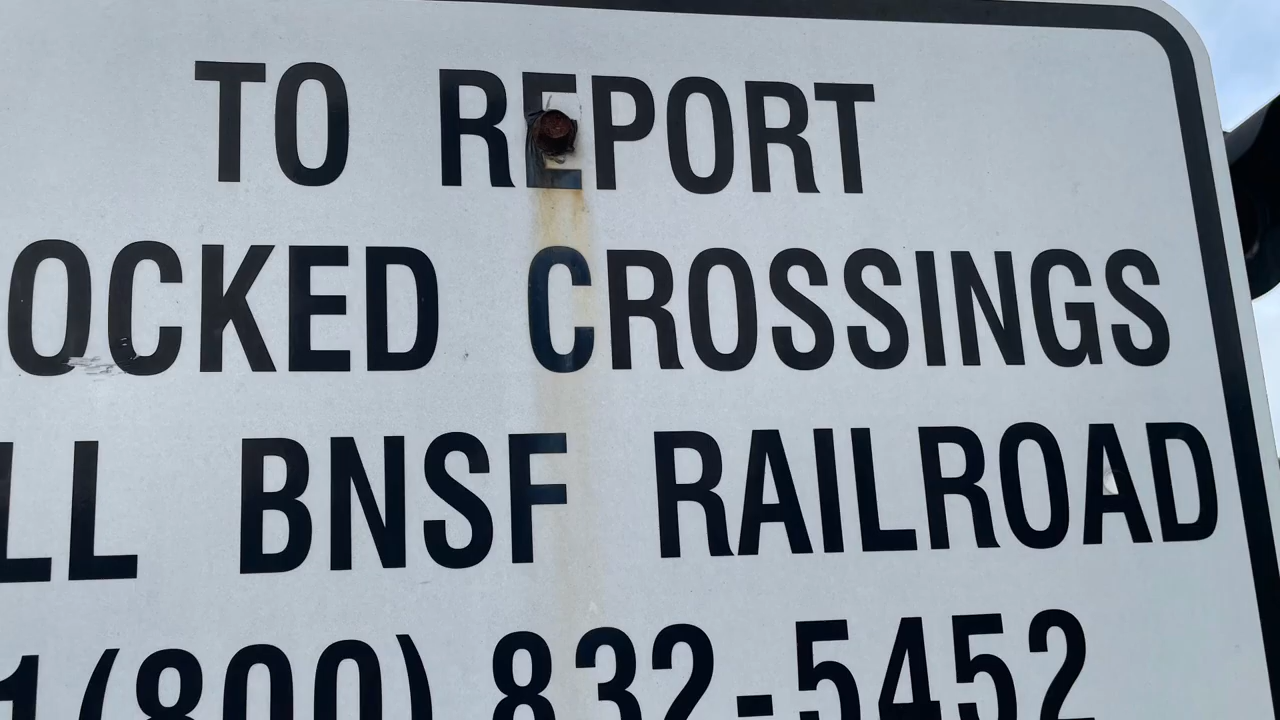 TO REPORT
OCKED CROSSINGS
LL BNSF RAILROAD
1(800) 832-5452